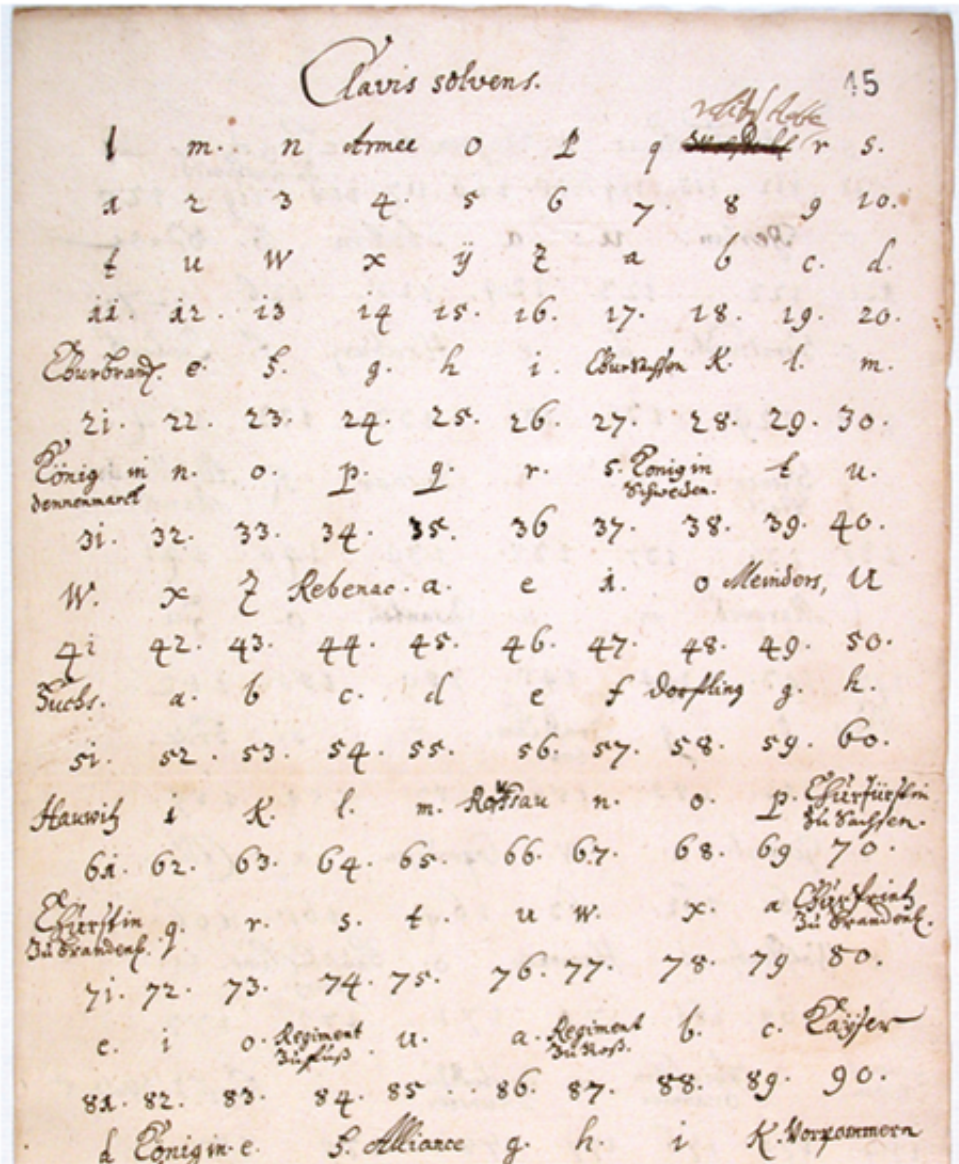 Clavis solvens. 45
l m. n Armee o p q r s.
1 2 3 4. 5 6 7. 8 9 10.
t u w x ÿ z a b c. d.
11 12. 13 14 15. 16. 17. 18. 19. 20.
Churbrand. e. f. g. h i. ChurSachsen K. l. m.
21. 22. 23. 24. 25. 26. 27. 28. 29. 30.
König in n. o. p. q. r. s. König in t u.
Dennemarck Schweden.
31. 32. 33. 34. 35. 36 37. 38. 39. 40.
W. x z Rebenac. a. e i. o Meinders, u
41 42. 43. 44. 45. 46. 47. 48. 49. 50.
Fuchs. a. b c. d e f Dorfling g. h.
51. 52. 53. 54. 55. 56. 57. 58. 59. 60.
Hauwitz i K. l. m. n. o. p. Churfürstin
Zu Sachsen.
61. 62. 63. 64. 65. 66. 67. 68. 69 70.
Churfürstin q. r. s. t. u w. x. a Churprintz
Zu Brandenb. Zu Brandenb.
71. 72. 73. 74. 75. 76. 77. 78. 79 80.
e. i o. Regiment u. a. Regiment b. c. Kayser
Zu fuß Zu Roß.
81. 82. 83. 84. 85. 86. 87. 88. 89. 90.
d Königin. e. f. Alliance g. h. i K. Vorpommern